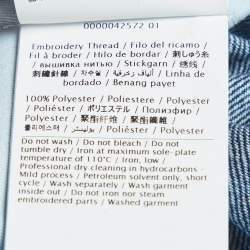 0000042572 01
Embroidery Thread / Filo del ricamo /
Fil à broder / Hilo de bordar / 刺しゅう糸
/ вышивка нитью / Stickgarn / 绣线 /
刺繡針線 / 자수실 / ألياف زخرفية / Linha de
bordado / Benang payet
100% Polyester / Poliestere / Polyester
/ Poliéster / ポリエステル / Полиэфир /
Polyester / 聚酯纤维 / 聚酯纖維 /
폴리에스터 / بوليستر / Poliéster / Polyester
Do not wash / Do not bleach / Do not
tumble dry / Iron at maximum sole-plate
temperature of 110°C / Iron, low /
Professional dry cleaning in hydrocarbons -
Mild process / Petroleum solvent only, short
cycle / Wash separately / Wash garment
inside out / Do not iron or steam
embroidered parts / Washed garment